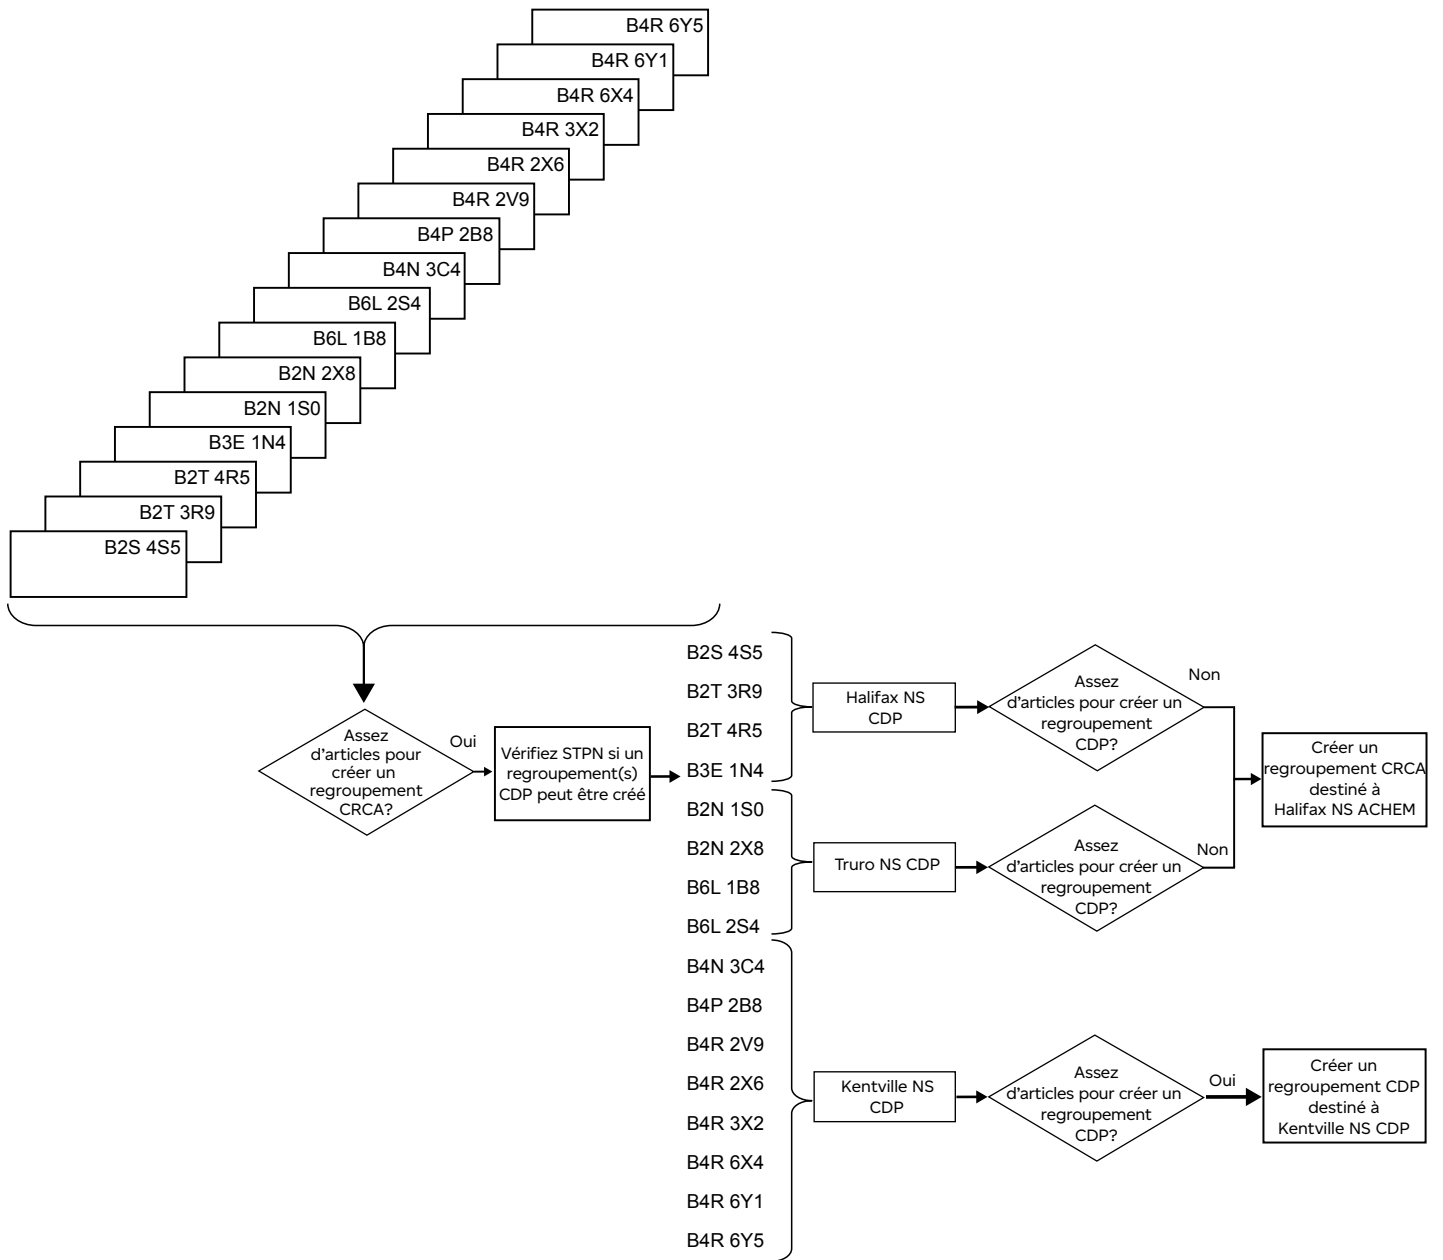 B4R 6Y5
B4R 6Y1
B4R 6X4
B4R 3X2
B4R 2X6
B4R 2V9
B4P 2B8
B4N 3C4
B6L 2S4
B6L 1B8
B2N 2X8
B2N 1S0
B3E 1N4
B2T 4R5
B2T 3R9
B2S 4S5
Assez
d'articles pour
créer un
regroupement
CRCA?
Oui
Vérifiez STPN si un
regroupement(s)
CDP peut être créé
B2S 4S5
B2T 3R9
B2T 4R5
B3E 1N4
B2N 1S0
B2N 2X8
B6L 1B8
B6L 2S4
B4N 3C4
B4P 2B8
B4R 2V9
B4R 2X6
B4R 3X2
B4R 6X4
B4R 6Y1
B4R 6Y5
Halifax NS
CDP
Assez
d'articles pour créer un
regroupement
CDP?
Non
Truro NS CDP
Assez
d'articles pour créer un
regroupement
CDP?
Non
Créer un
regroupement CRCA
destiné à
Halifax NS ACHEM
Kentville NS
CDP
Assez
d'articles pour créer un
regroupement
CDP?
Oui
Créer un
regroupement CDP
destiné à
Kentville NS CDP